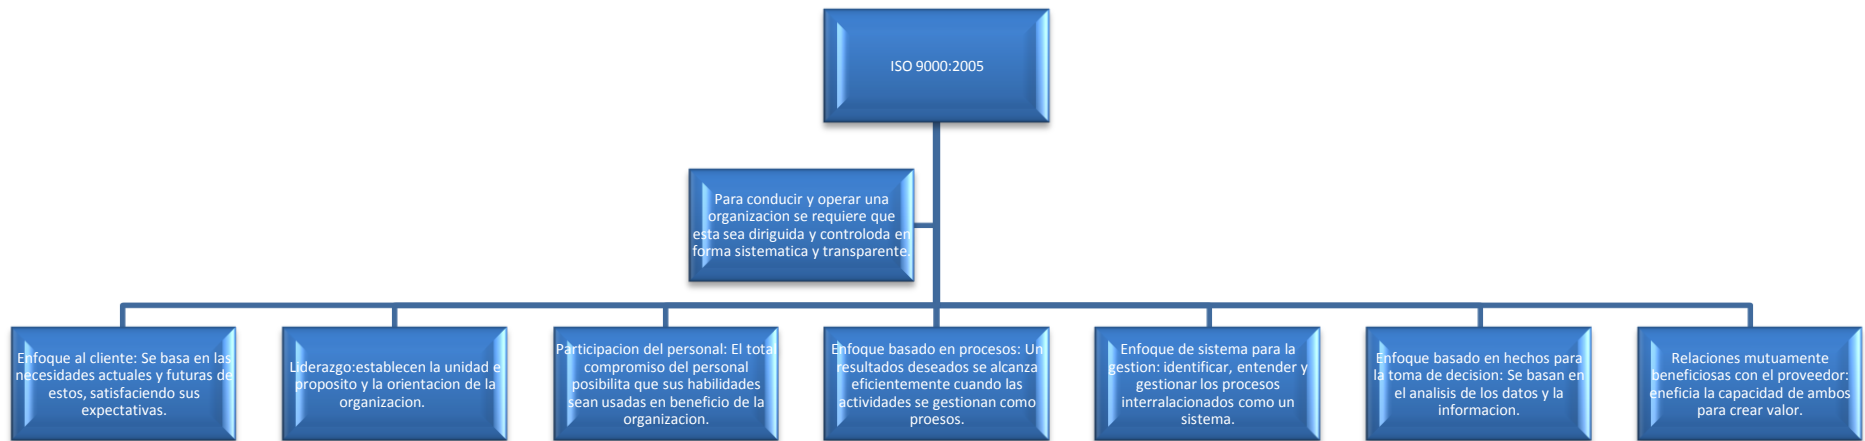 ISO 9000:2005
Para conducir y operar una
organizacion se requiere que
esta sea diriguida y controloda en
forma sistematica y transparente.
Enfoque al cliente: Se basa en las
necesidades actuales y futuras de
estos, satisfaciendo sus
expectativas.
Liderazgo:establecen la unidad e
proposito y la orientacion de la
organizacion.
Participacion del personal: El total
compromiso del personal
posibilita que sus habilidades
sean usadas en beneficio de la
organizacion.
Enfoque basado en procesos: Un
resultados deseados se alcanza
eficientemente cuando las
actividades se gestionan como
proesos.
Enfoque de sistema para la
gestion: identificar, entender y
gestionar los procesos
interralacionados como un
sistema.
Enfoque basado en hechos para
la toma de decision: Se basan en
el analisis de los datos y la
informacion.
Relaciones mutuamente
beneficiosas con el proveedor:
eneficia la capacidad de ambos
para crear valor.